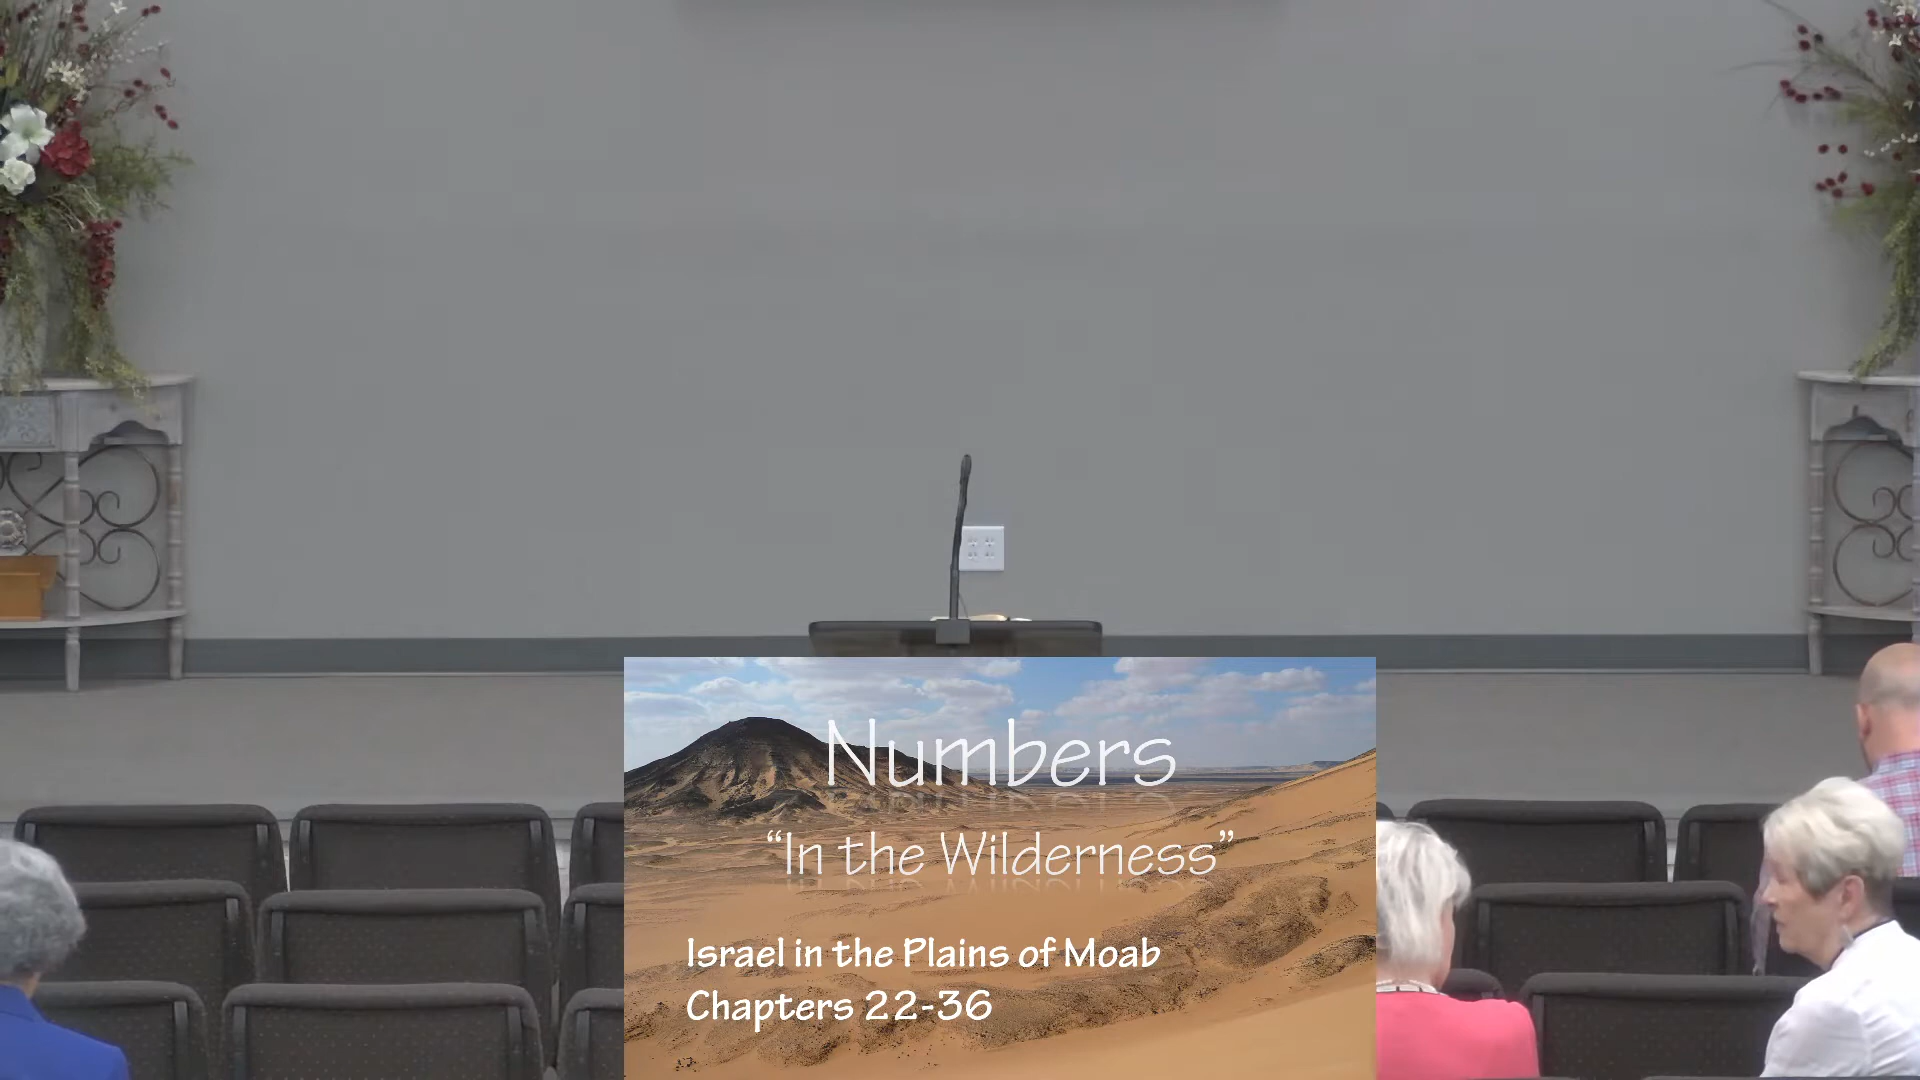 Numbers
“In the Wilderness”
Israel in the Plains of Moab
Chapters 22-36